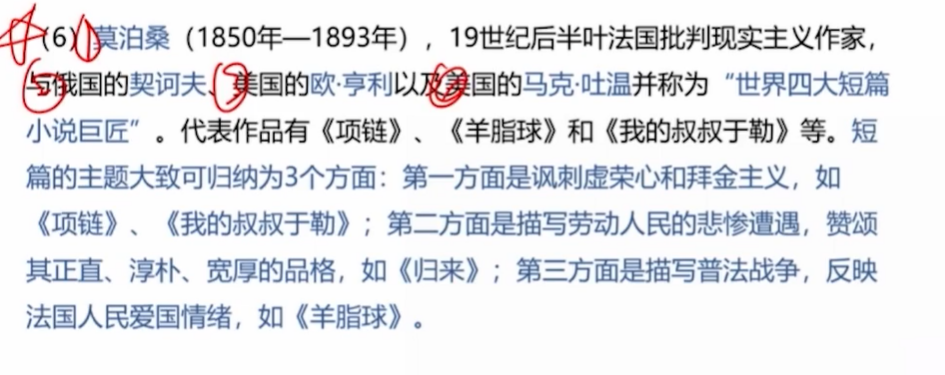 (6) 莫泊桑（1850年—1893年），19世纪后半叶法国批判现实主义作家，
与俄国的契诃夫、美国的欧·亨利以及美国的马克·吐温并称为“世界四大短篇
小说巨匠”。代表作品有《项链》、《羊脂球》和《我的叔叔于勒》等。短
篇的主题大致可归纳为3个方面：第一方面是讽刺虚荣心和拜金主义，如
《项链》、《我的叔叔于勒》；第二方面是描写劳动人民的悲惨遭遇，赞颂
其正直、淳朴、宽厚的品格，如《归来》；第三方面是描写普法战争，反映
法国人民爱国情绪，如《羊脂球》。